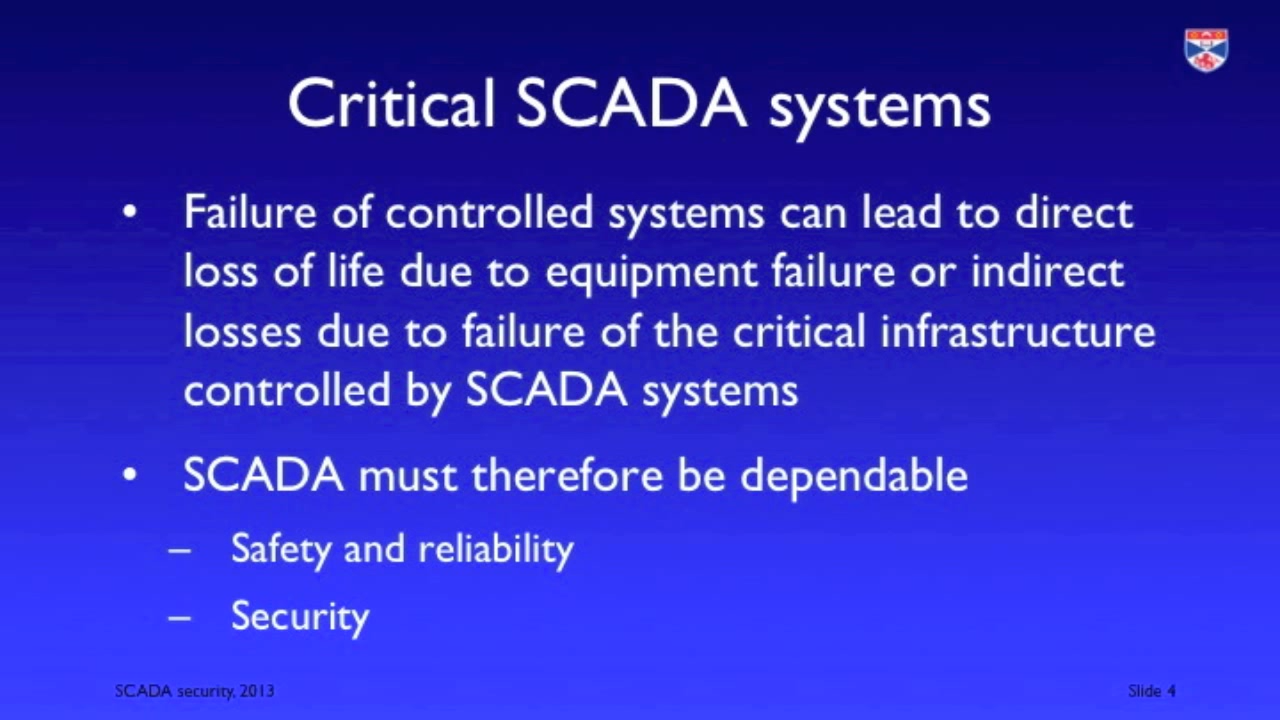 Critical SCADA systems
• Failure of controlled systems can lead to direct
loss of life due to equipment failure or indirect
losses due to failure of the critical infrastructure
controlled by SCADA systems
• SCADA must therefore be dependable
– Safety and reliability
– Security
SCADA security, 2013
Slide 4